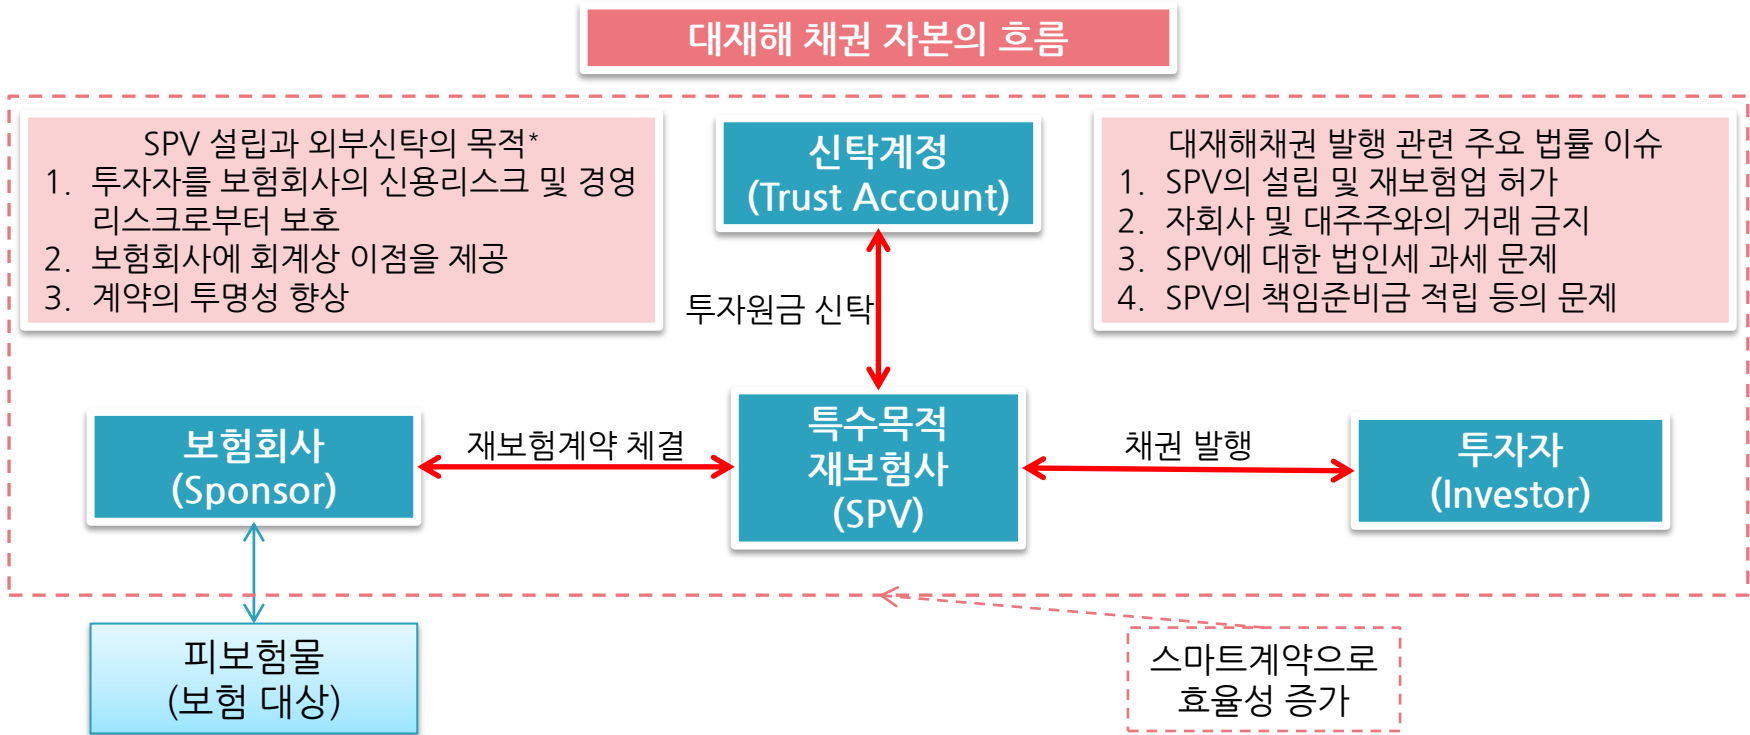 대재해 채권 자본의 흐름
SPV 설립과 외부신탁의 목적*
1. 투자자를 보험회사의 신용리스크 및 경영
리스크로부터 보호
2. 보험회사에 회계상 이점을 제공
3. 계약의 투명성 향상
신탁계정
(Trust Account)
대재해채권 발행 관련 주요 법률 이슈
1. SPV의 설립 및 재보험업 허가
2. 자회사 및 대주주와의 거래 금지
3. SPV에 대한 법인세 과세 문제
4. SPV의 책임준비금 적립 등의 문제
투자원금 신탁
보험회사
(Sponsor)
재보험계약 체결
특수목적
재보험사
(SPV)
채권 발행
투자자
(Investor)
피보험물
(보험 대상)
스마트계약으로
효율성 증가